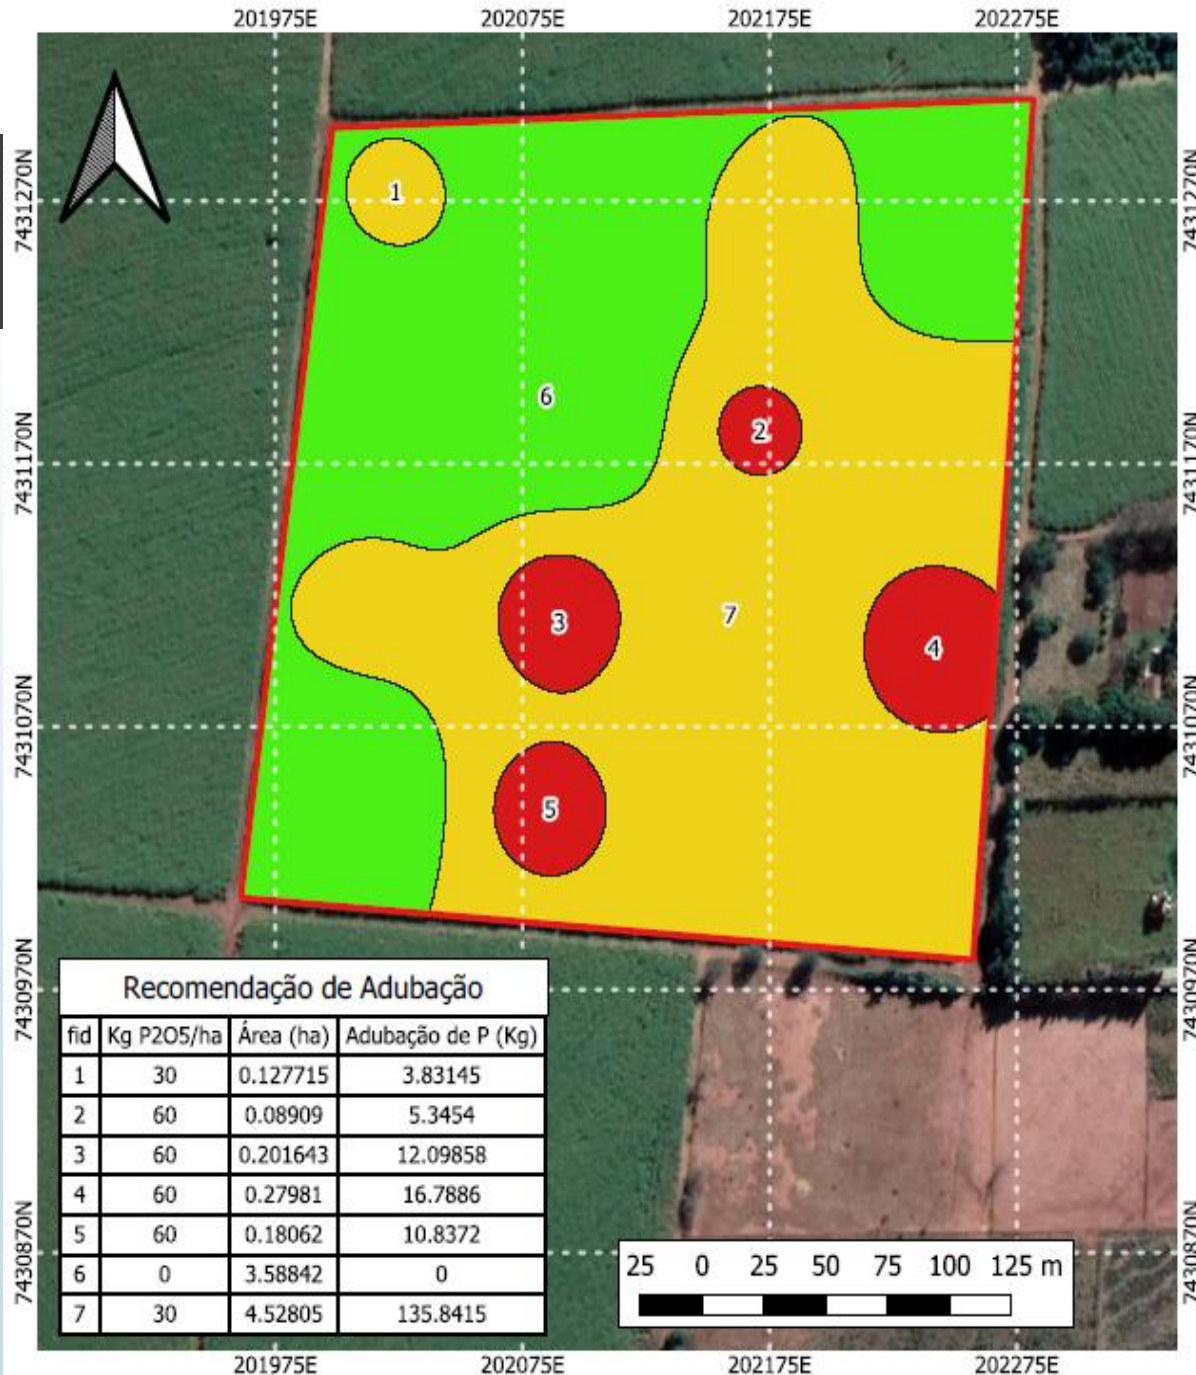 201975E 202075E 202175E 202275E
7431270N 7431270N
1
6
2
7431170N 7431170N
7
3
4
7431070N 7431070N
5
7430970N 7430970N
Recomendação de Adubação
fid Kg P2O5/ha Área (ha) Adubação de P (Kg)
1 30 0.127715 3.83145
2 60 0.08909 5.3454
3 60 0.201643 12.09858
4 60 0.27981 16.7886
5 60 0.18062 10.8372
6 0 3.58842 0
7 30 4.52805 135.8415
7430870N 7430870N
25 0 25 50 75 100 125 m
201975E 202075E 202175E 202275E